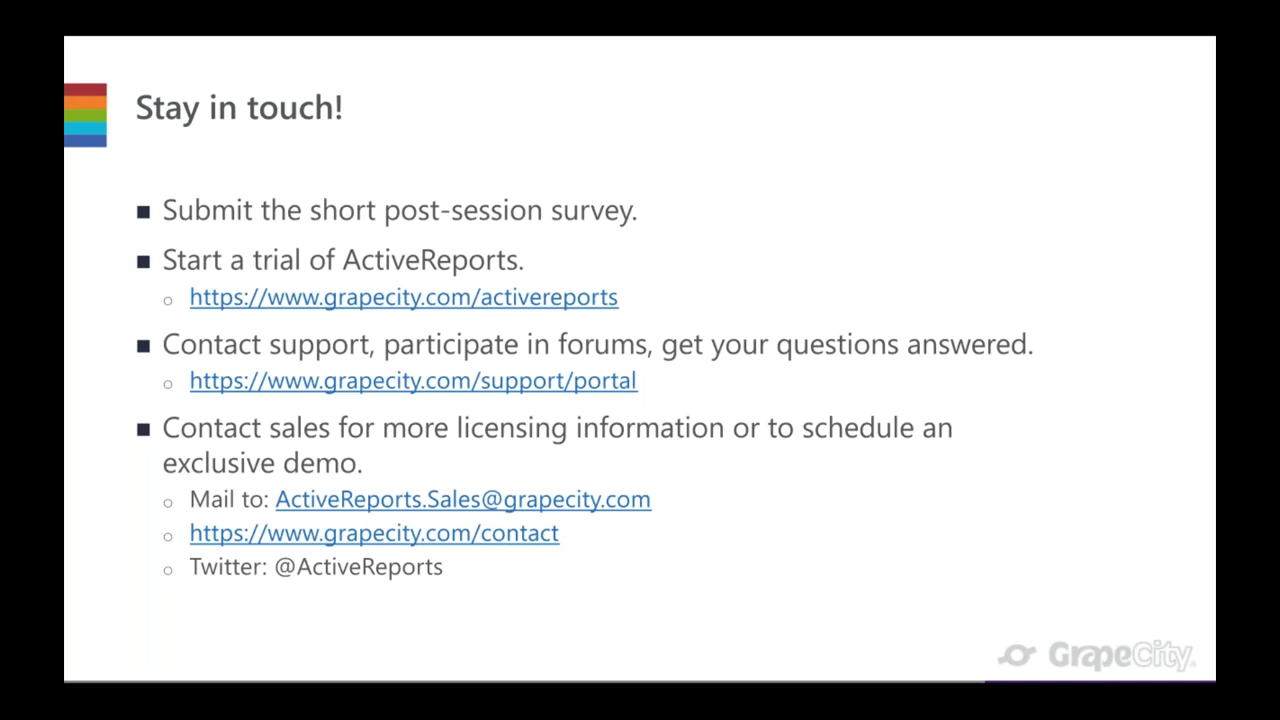 Stay in touch!
■ Submit the short post-session survey.
■ Start a trial of ActiveReports.
○ https://www.grapecity.com/activereports
■ Contact support, participate in forums, get your questions answered.
○ https://www.grapecity.com/support/portal
■ Contact sales for more licensing information or to schedule an
exclusive demo.
○ Mail to: ActiveReports.Sales@grapecity.com
○ https://www.grapecity.com/contact
○ Twitter: @ActiveReports
GrapeCity.